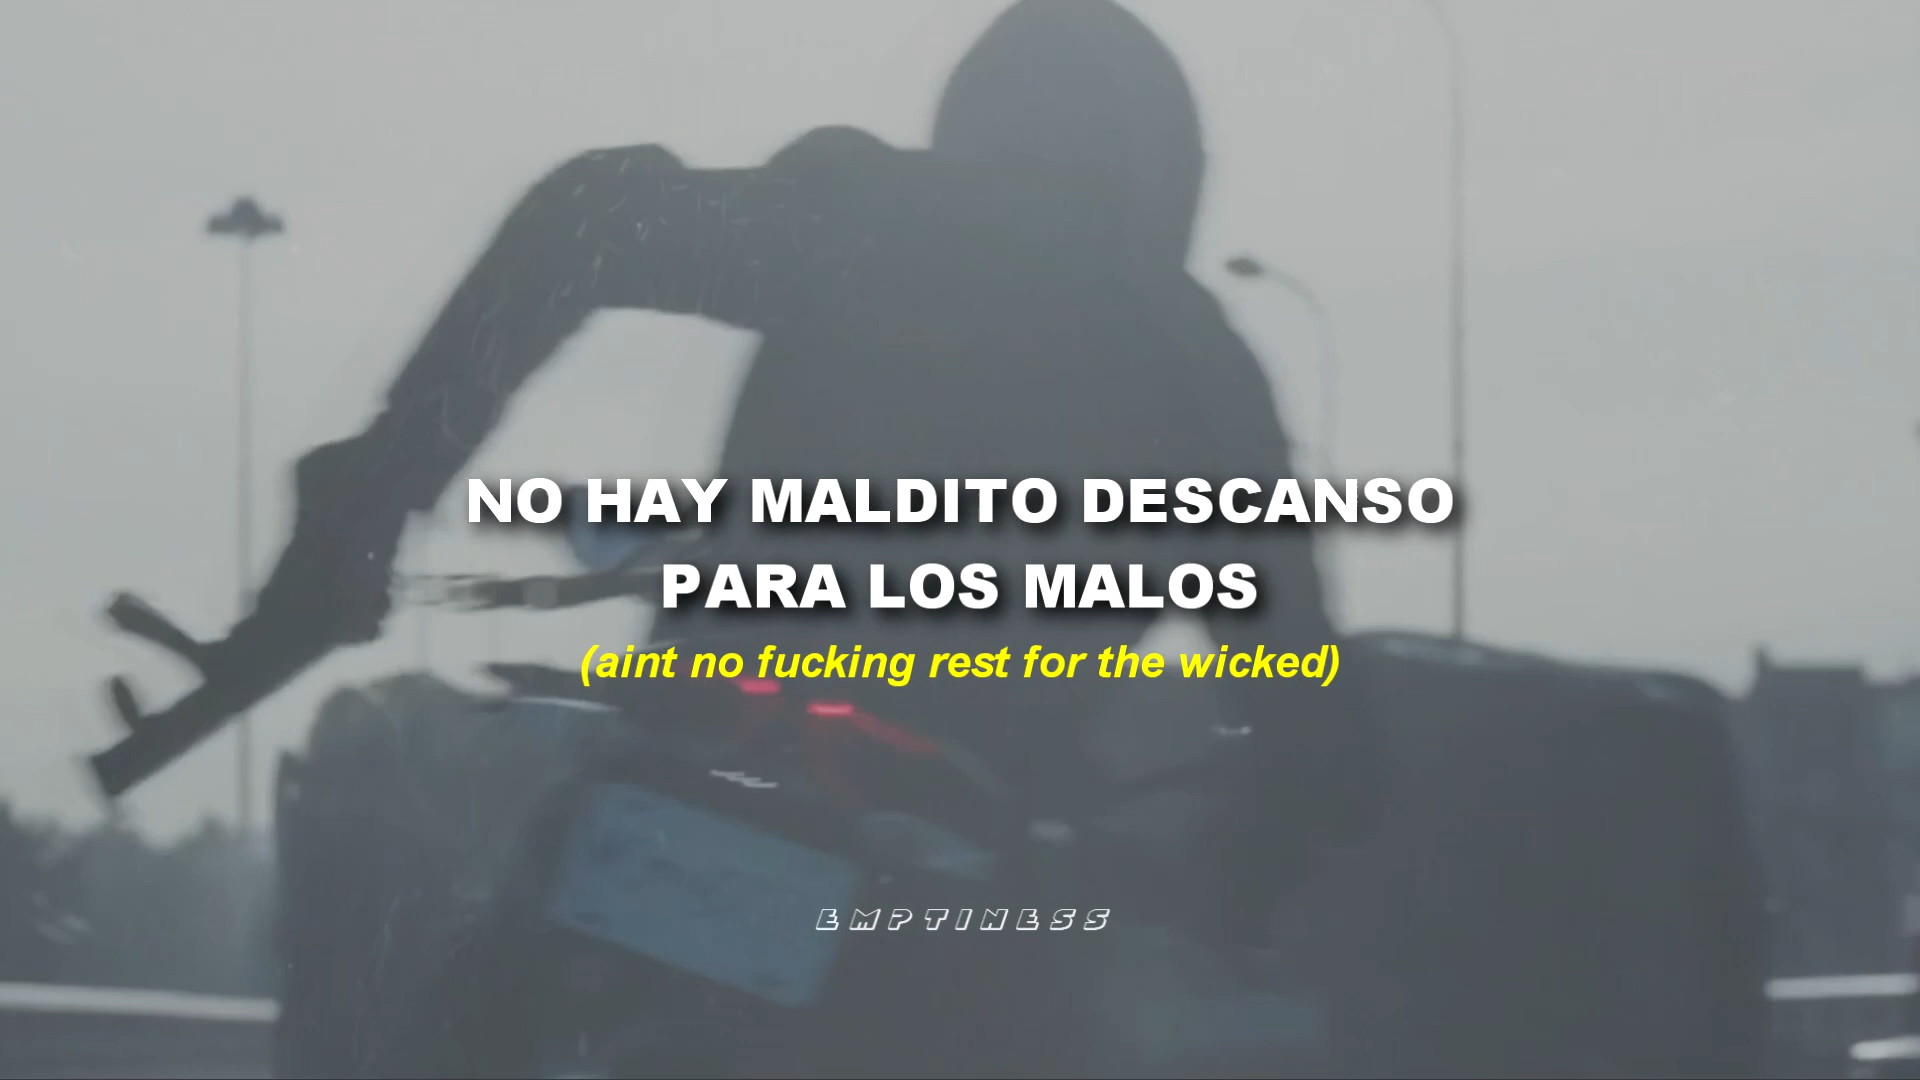 NO HAY MALDITO DESCANSO
PARA LOS MALOS
(aint no fucking rest for the wicked)
EMPTINESS